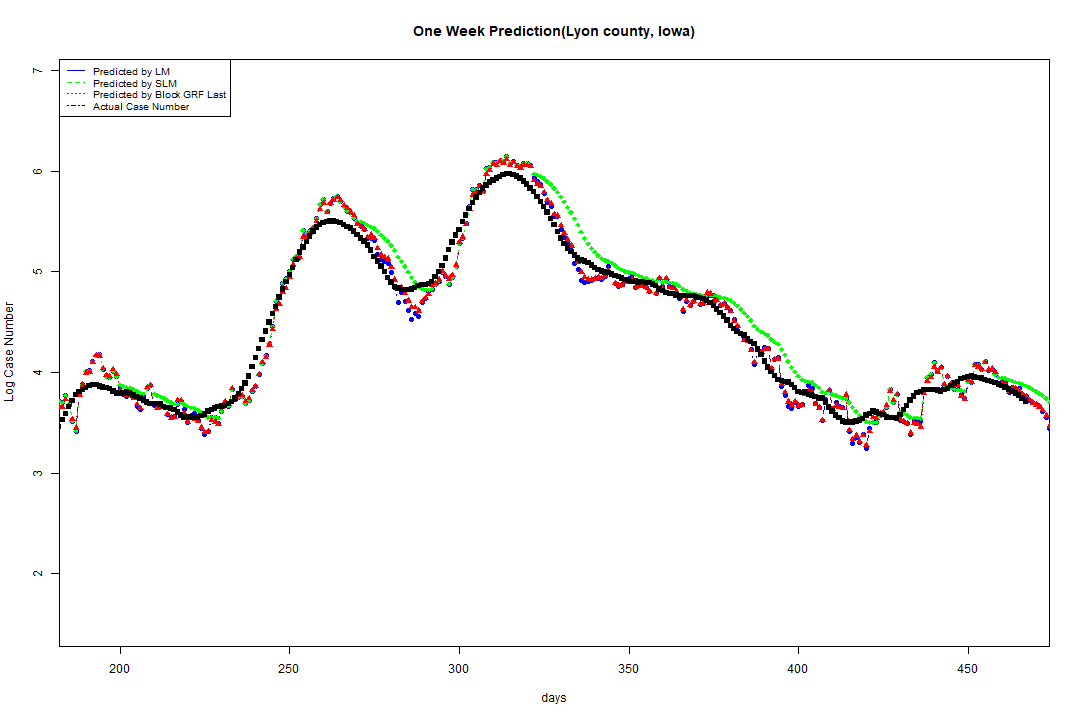 One Week Prediction(Lyon county, Iowa)
7
Predicted by LM
Predicted by SLM
Predicted by Block GRF Last
Actual Case Number
6
5
4
3
2
Log Case Number
200 250 300 350 400 450
days